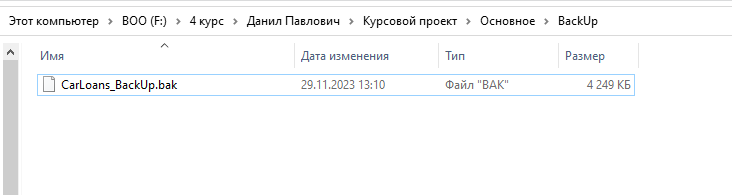 Этот компьютер > BOO (F:) > 4 курс > Данил Павлович > Курсовой проект > Основное > BackUp
Имя Дата изменения Тип Размер
CarLoans_BackUp.bak 29.11.2023 13:10 Файл "BAK" 4 249 КБ